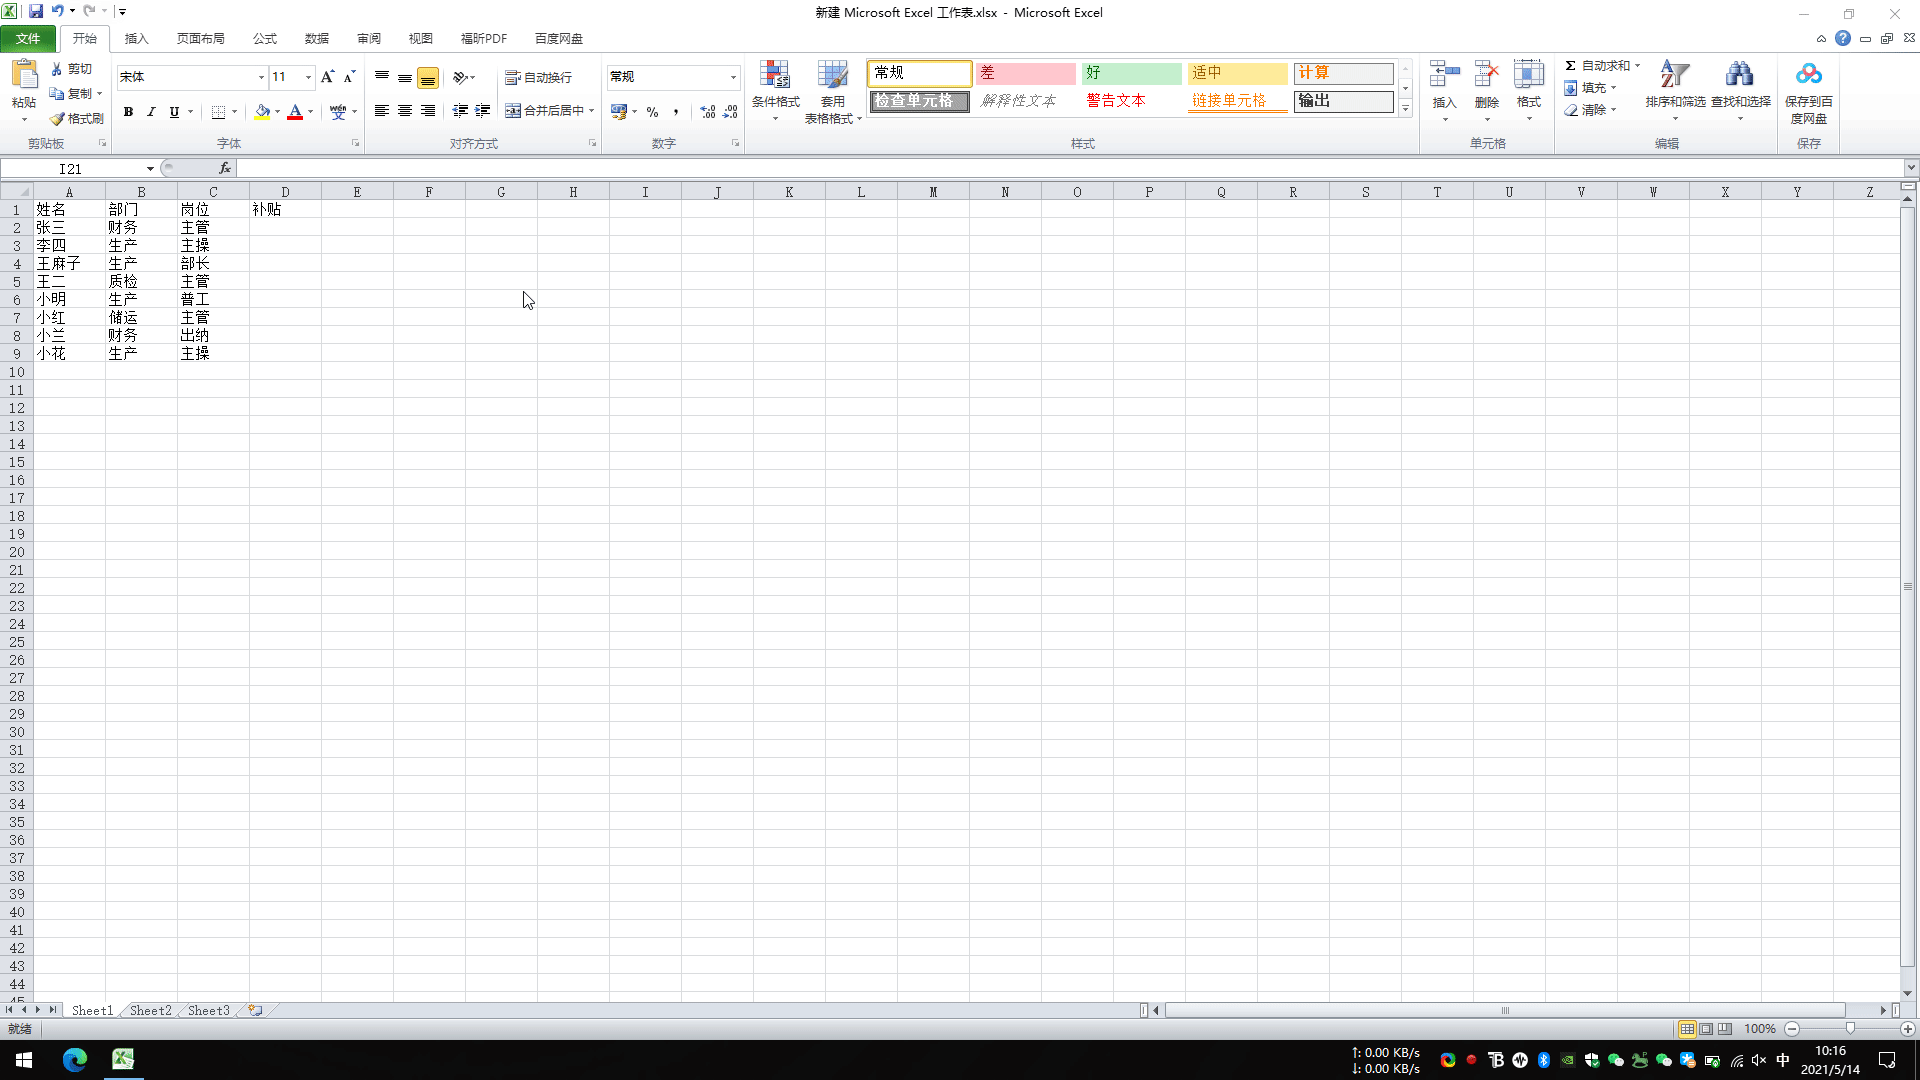 新建 Microsoft Excel 工作表.xlsx - Microsoft Excel
文件 开始 插入 页面布局 公式 数据 审阅 视图 福昕PDF 百度网盘
粘贴 剪切 复制 格式刷 剪贴板
宋体 11 A A B I U A wén 字体
自动换行 合并后居中 对齐方式
常规 % , 数字
条件格式 套用表格格式
常规 差 好 适中 计算
检查单元格 解释性文本 警告文本 链接单元格 输出
样式
插入 删除 格式 单元格
Σ 自动求和 填充 清除 排序和筛选 查找和选择 编辑
保存到百度网盘 保存
I21 fx
A B C D E F G H I J K L M N O P Q R S T U V W X Y Z
1 姓名 部门 岗位 补贴
2 张三 财务 主管
3 李四 生产 主操
4 王麻子 生产 部长
5 王二 质检 主管
6 小明 生产 普工
7 小红 储运 主管
8 小兰 财务 出纳
9 小花 生产 主操
10
11
12
13
14
15
16
17
18
19
20
21
22
23
24
25
26
27
28
29
30
31
32
33
34
35
36
37
38
39
40
41
42
43
44
45
Sheet1 Sheet2 Sheet3
就绪 100%
↑: 0.00 KB/s
↓: 0.00 KB/s
中
10:16
2021/5/14